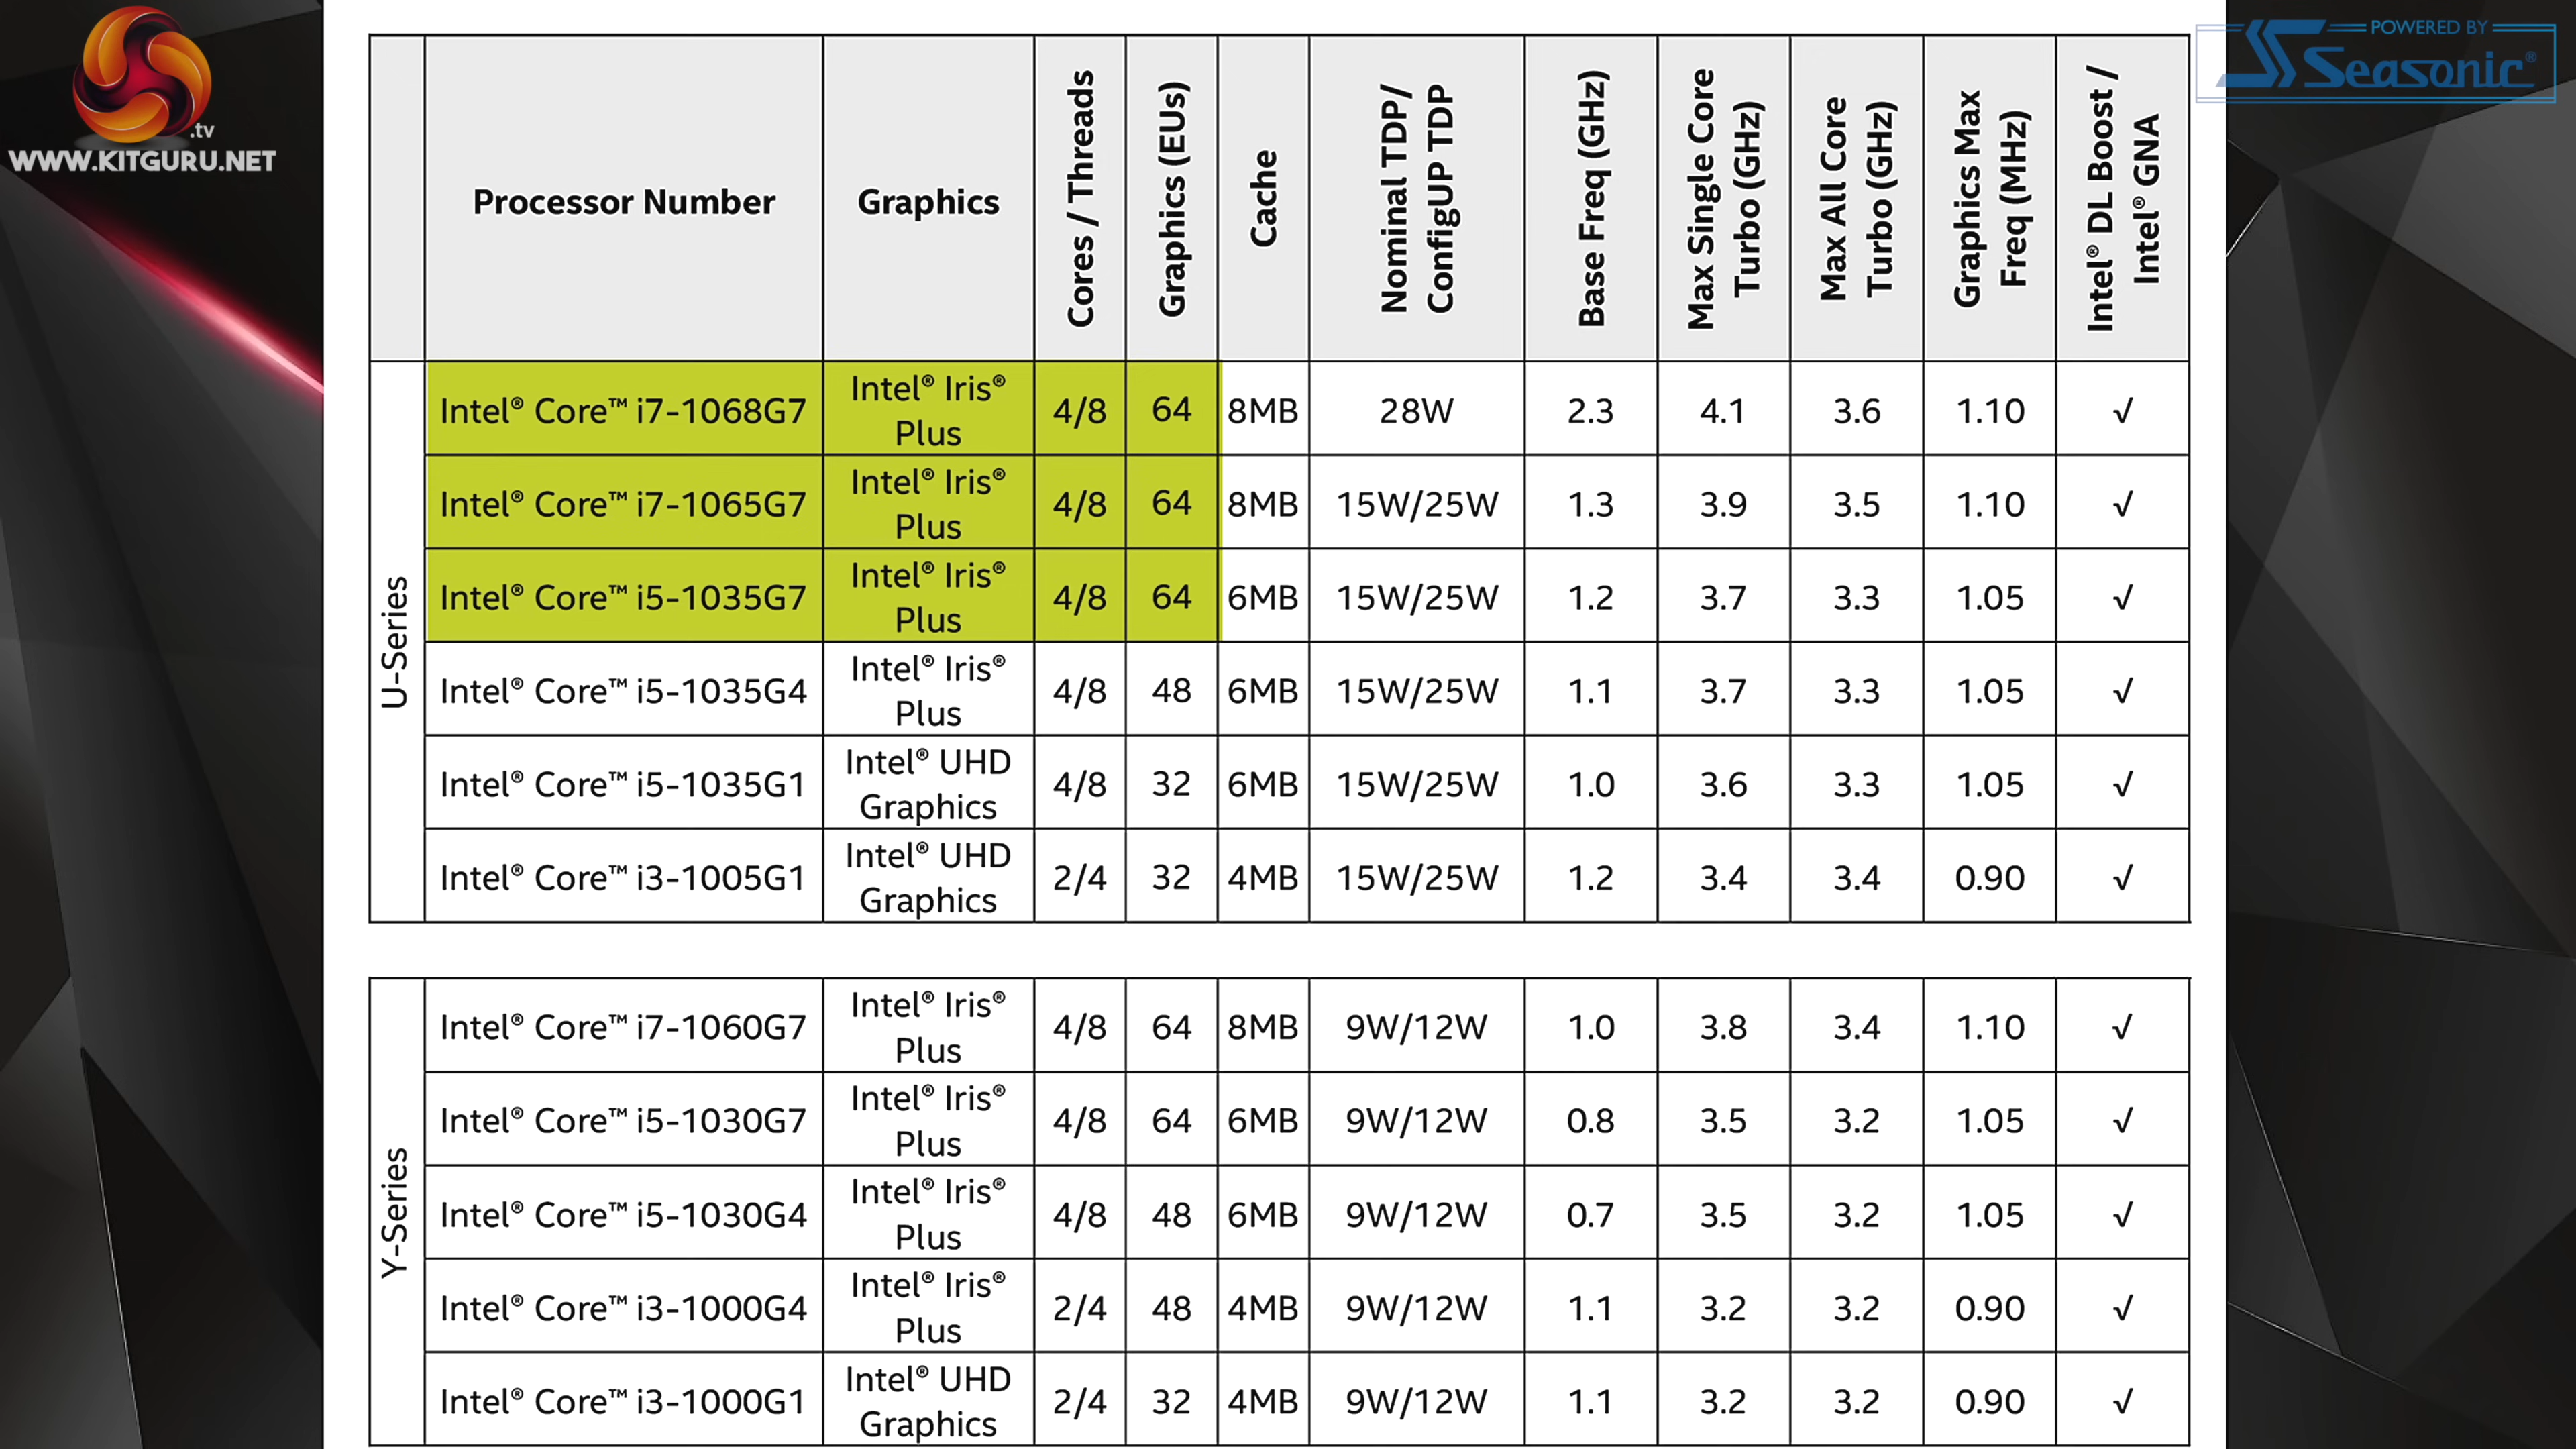 .tv
WWW.KITGURU.NET
POWERED BY
Seasonic®
Processor Number
Graphics
Cores / Threads
Graphics (EUs)
Cache
Nominal TDP/
ConfigUP TDP
Base Freq (GHz)
Max Single Core
Turbo (GHz)
Max All Core
Turbo (GHz)
Graphics Max
Freq (MHz)
Intel® DL Boost /
Intel® GNA
U-Series
Intel® Core™ i7-1068G7 Intel® Iris® Plus 4/8 64 8MB 28W 2.3 4.1 3.6 1.10 √
Intel® Core™ i7-1065G7 Intel® Iris® Plus 4/8 64 8MB 15W/25W 1.3 3.9 3.5 1.10 √
Intel® Core™ i5-1035G7 Intel® Iris® Plus 4/8 64 6MB 15W/25W 1.2 3.7 3.3 1.05 √
Intel® Core™ i5-1035G4 Intel® Iris® Plus 4/8 48 6MB 15W/25W 1.1 3.7 3.3 1.05 √
Intel® Core™ i5-1035G1 Intel® UHD Graphics 4/8 32 6MB 15W/25W 1.0 3.6 3.3 1.05 √
Intel® Core™ i3-1005G1 Intel® UHD Graphics 2/4 32 4MB 15W/25W 1.2 3.4 3.4 0.90 √
Y-Series
Intel® Core™ i7-1060G7 Intel® Iris® Plus 4/8 64 8MB 9W/12W 1.0 3.8 3.4 1.10 √
Intel® Core™ i5-1030G7 Intel® Iris® Plus 4/8 64 6MB 9W/12W 0.8 3.5 3.2 1.05 √
Intel® Core™ i5-1030G4 Intel® Iris® Plus 4/8 48 6MB 9W/12W 0.7 3.5 3.2 1.05 √
Intel® Core™ i3-1000G4 Intel® Iris® Plus 2/4 48 4MB 9W/12W 1.1 3.2 3.2 0.90 √
Intel® Core™ i3-1000G1 Intel® UHD Graphics 2/4 32 4MB 9W/12W 1.1 3.2 3.2 0.90 √